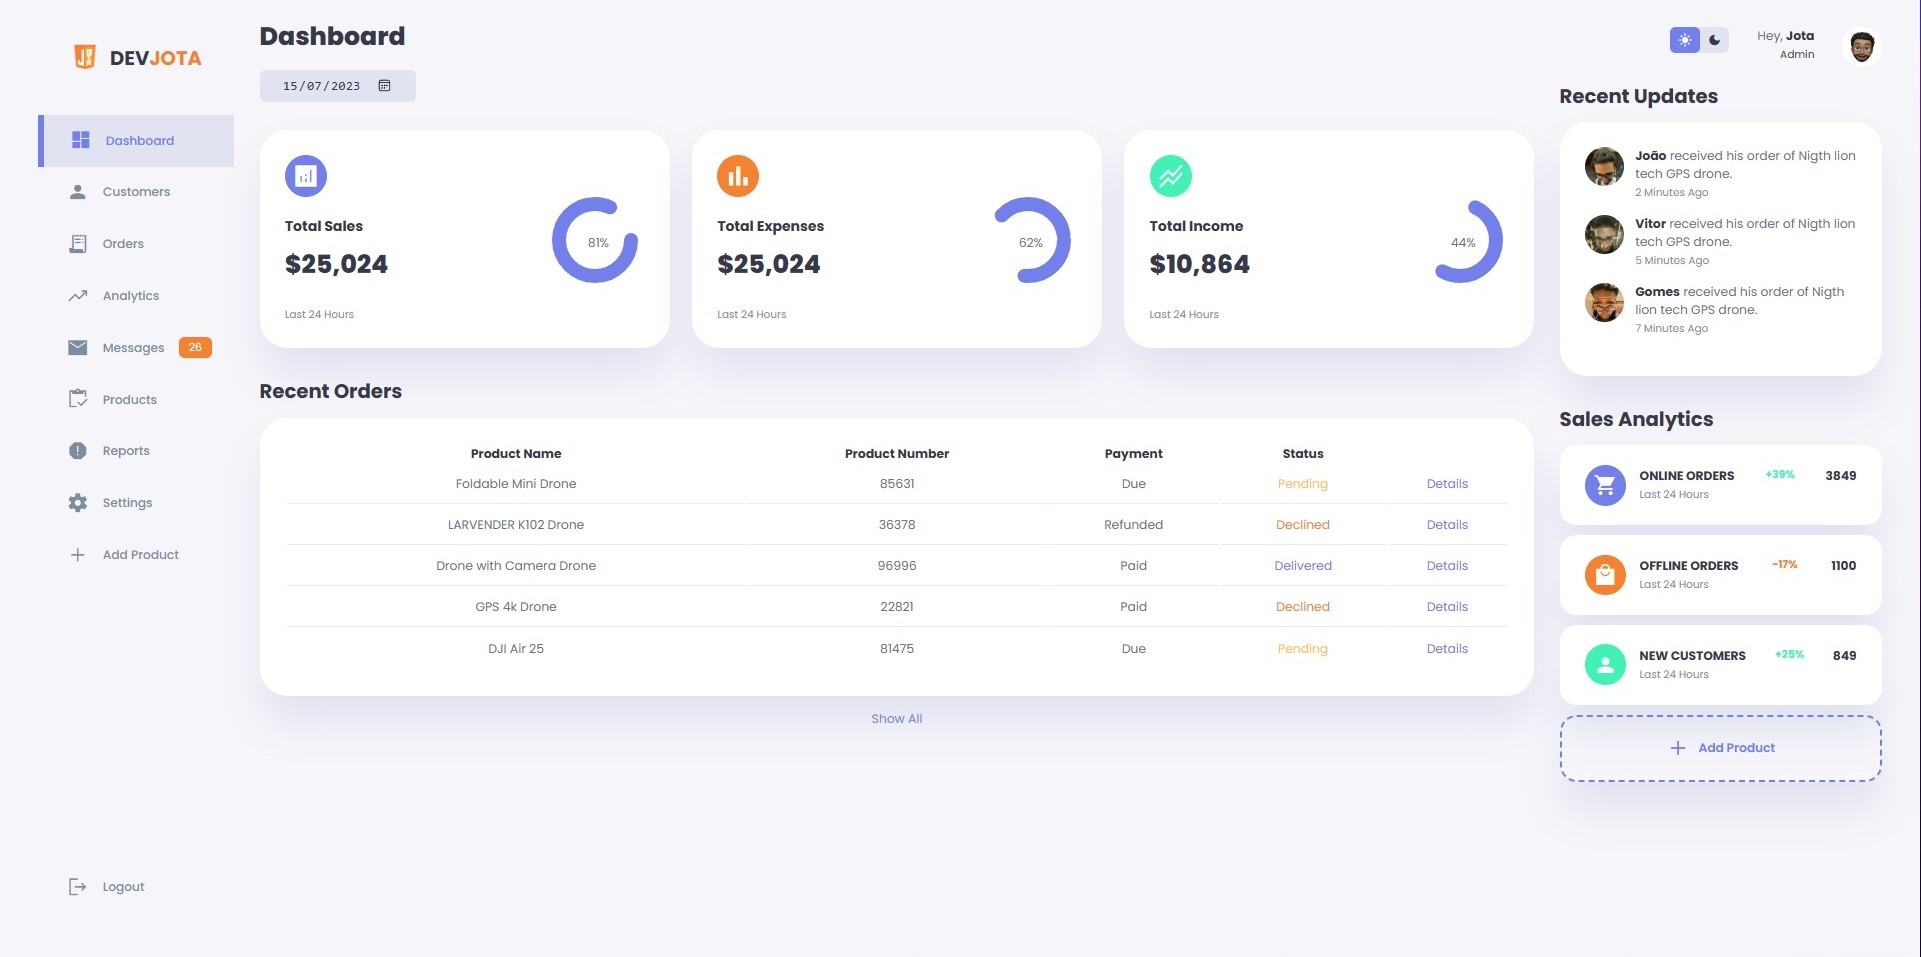 DEVJOTA
Dashboard
Customers
Orders
Analytics
Messages 26
Products
Reports
Settings
Add Product
Logout
Dashboard
15/07/2023
Total Sales
$25,024
81%
Last 24 Hours
Total Expenses
$25,024
62%
Last 24 Hours
Total Income
$10,864
44%
Last 24 Hours
Recent Orders
Product Name Product Number Payment Status
Foldable Mini Drone 85631 Due Pending Details
LARVENDER K102 Drone 36378 Refunded Declined Details
Drone with Camera Drone 96996 Paid Delivered Details
GPS 4k Drone 22821 Paid Declined Details
DJI Air 25 81475 Due Pending Details
Show All
Hey, Jota
Admin
Recent Updates
João received his order of Nigth lion
tech GPS drone.
2 Minutes Ago
Vitor received his order of Nigth lion
tech GPS drone.
5 Minutes Ago
Gomes received his order of Nigth
lion tech GPS drone.
7 Minutes Ago
Sales Analytics
ONLINE ORDERS +39% 3849
Last 24 Hours
OFFLINE ORDERS -17% 1100
Last 24 Hours
NEW CUSTOMERS +25% 849
Last 24 Hours
Add Product